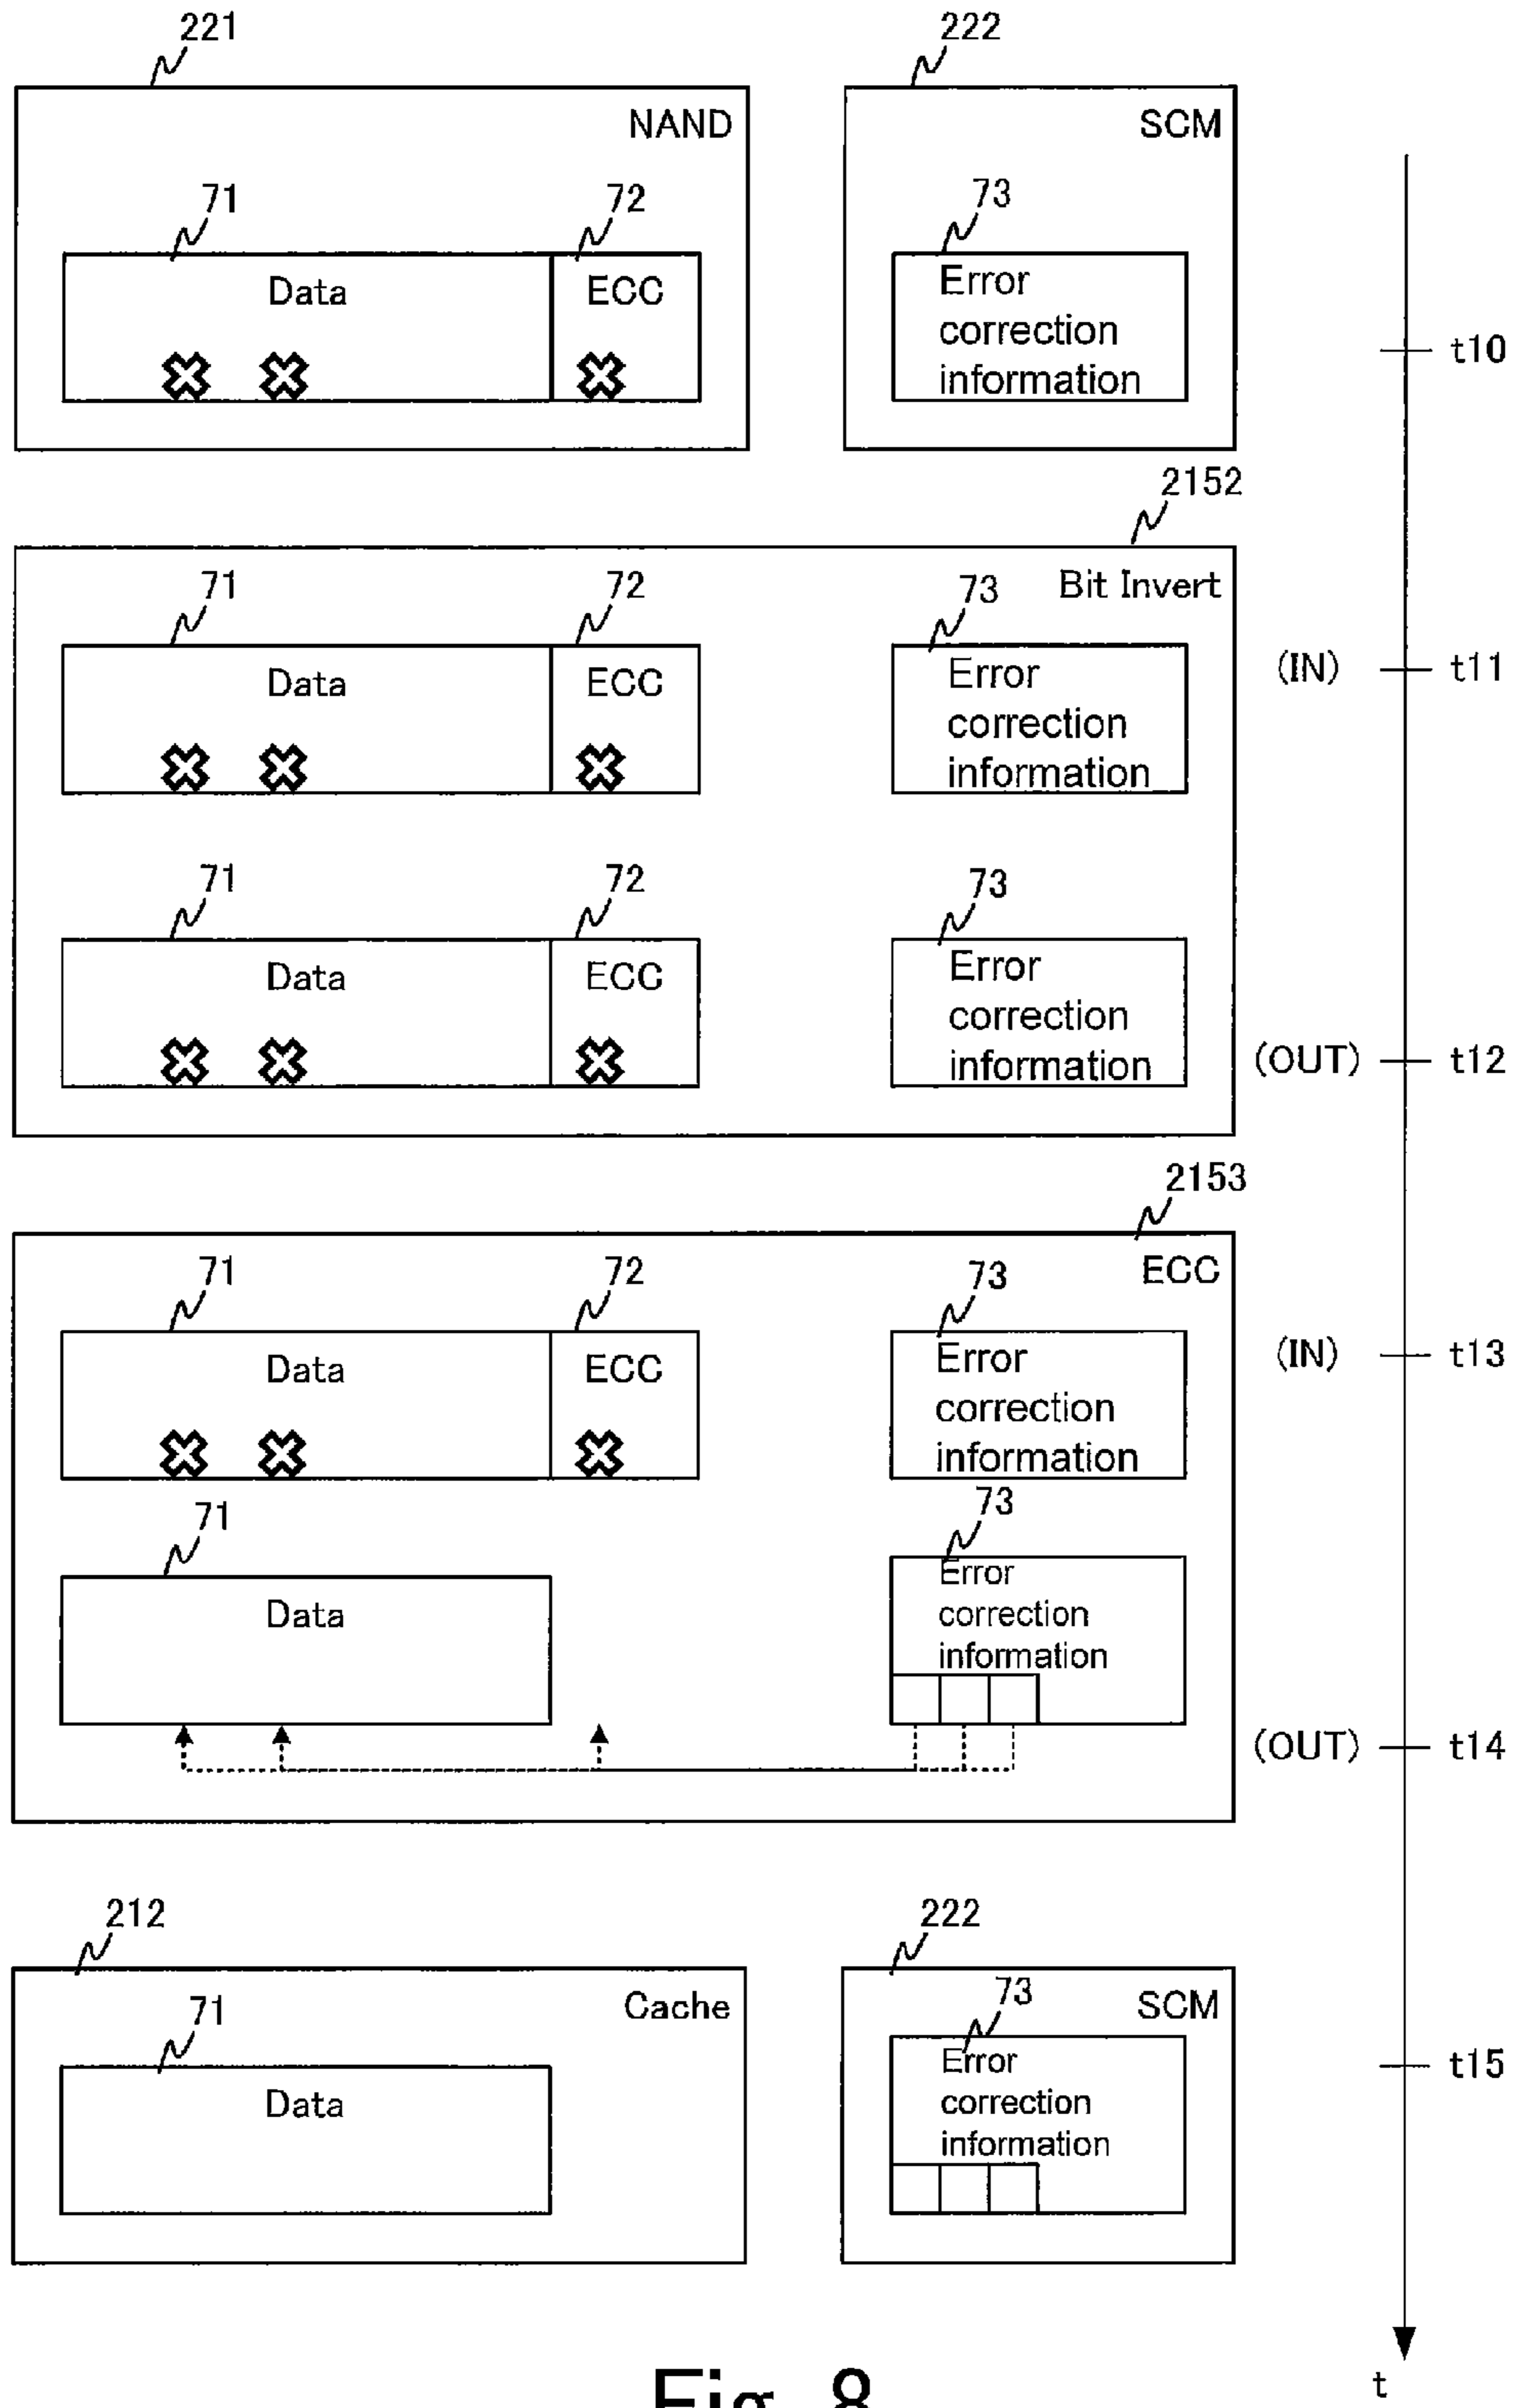 221
222
NAND
SCM
71
72
73
Data
ECC
Error
correction
information
t10
2152
Bit Invert
71
72
73
Data
ECC
Error
correction
information
(IN)
t11
71
72
73
Data
ECC
Error
correction
information
(OUT)
t12
2153
ECC
71
72
73
Data
ECC
Error
correction
information
(IN)
t13
71
73
Data
Error
correction
information
(OUT)
t14
212
222
Cache
SCM
71
73
Data
Error
correction
information
t15
t
Fig. 8